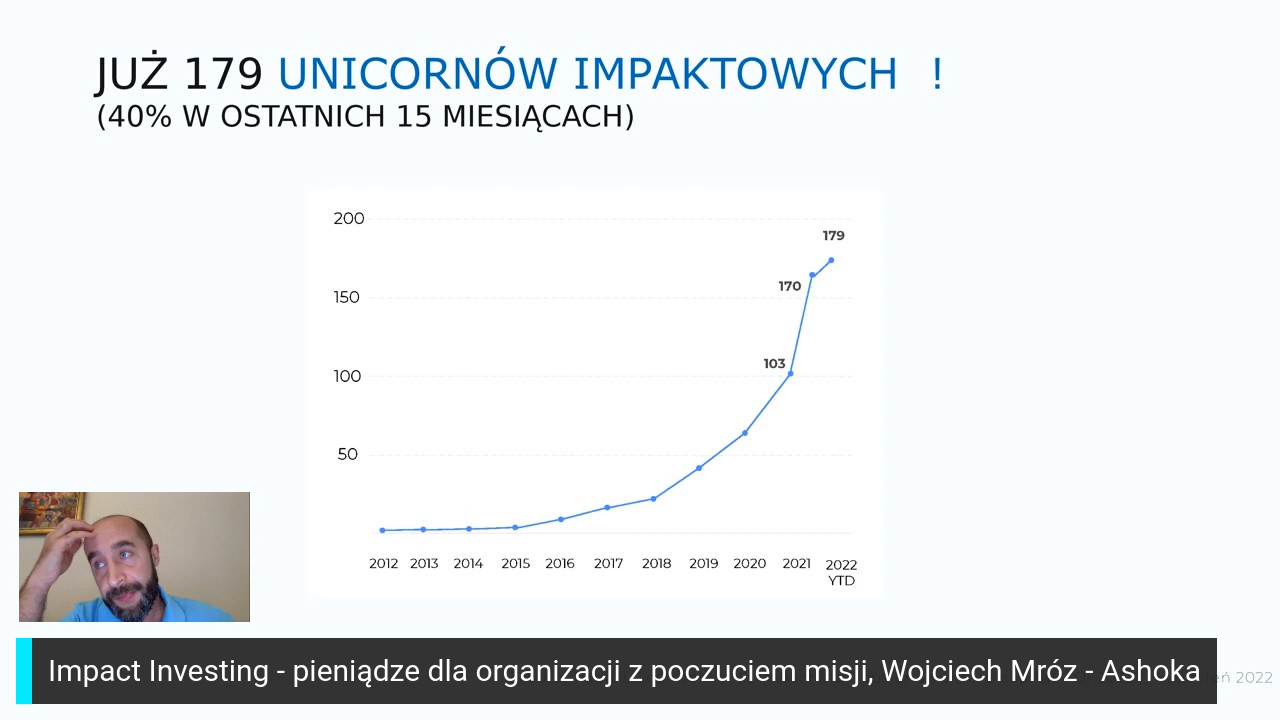 JUŻ 179 UNICORNÓW IMPAKTOWYCH !
(40% W OSTATNICH 15 MIESIĄCACH)
200
179
170
150
103
100
50
2012 2013 2014 2015 2016 2017 2018 2019 2020 2021 2022
YTD
Impact Investing - pieniądze dla organizacji z poczuciem misji, Wojciech Mróz - Ashoka
2022